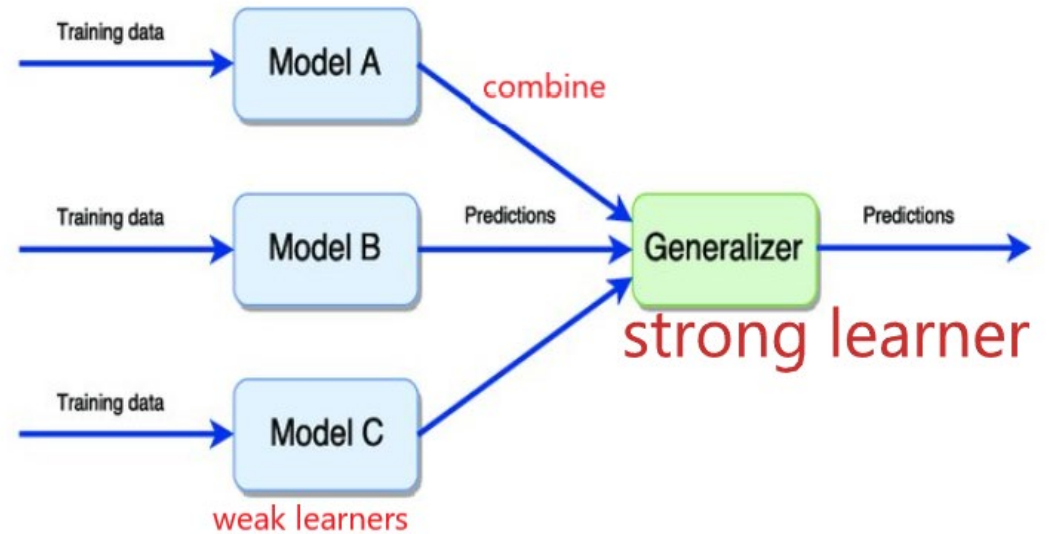 Training data
Model A
combine
Training data
Model B
Predictions
Generalizer
Predictions
strong learner
Training data
Model C
weak learners